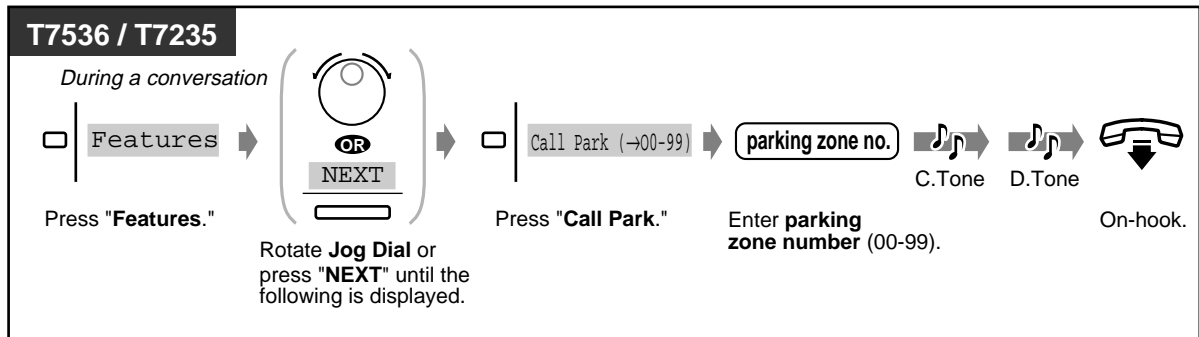 T7536 / T7235
During a conversation
Features
OR
NEXT
Call Park (→00-99)
parking zone no.
C.Tone
D.Tone
Press "Features."
Rotate Jog Dial or
press "NEXT" until the
following is displayed.
Press "Call Park."
Enter parking
zone number (00-99).
On-hook.